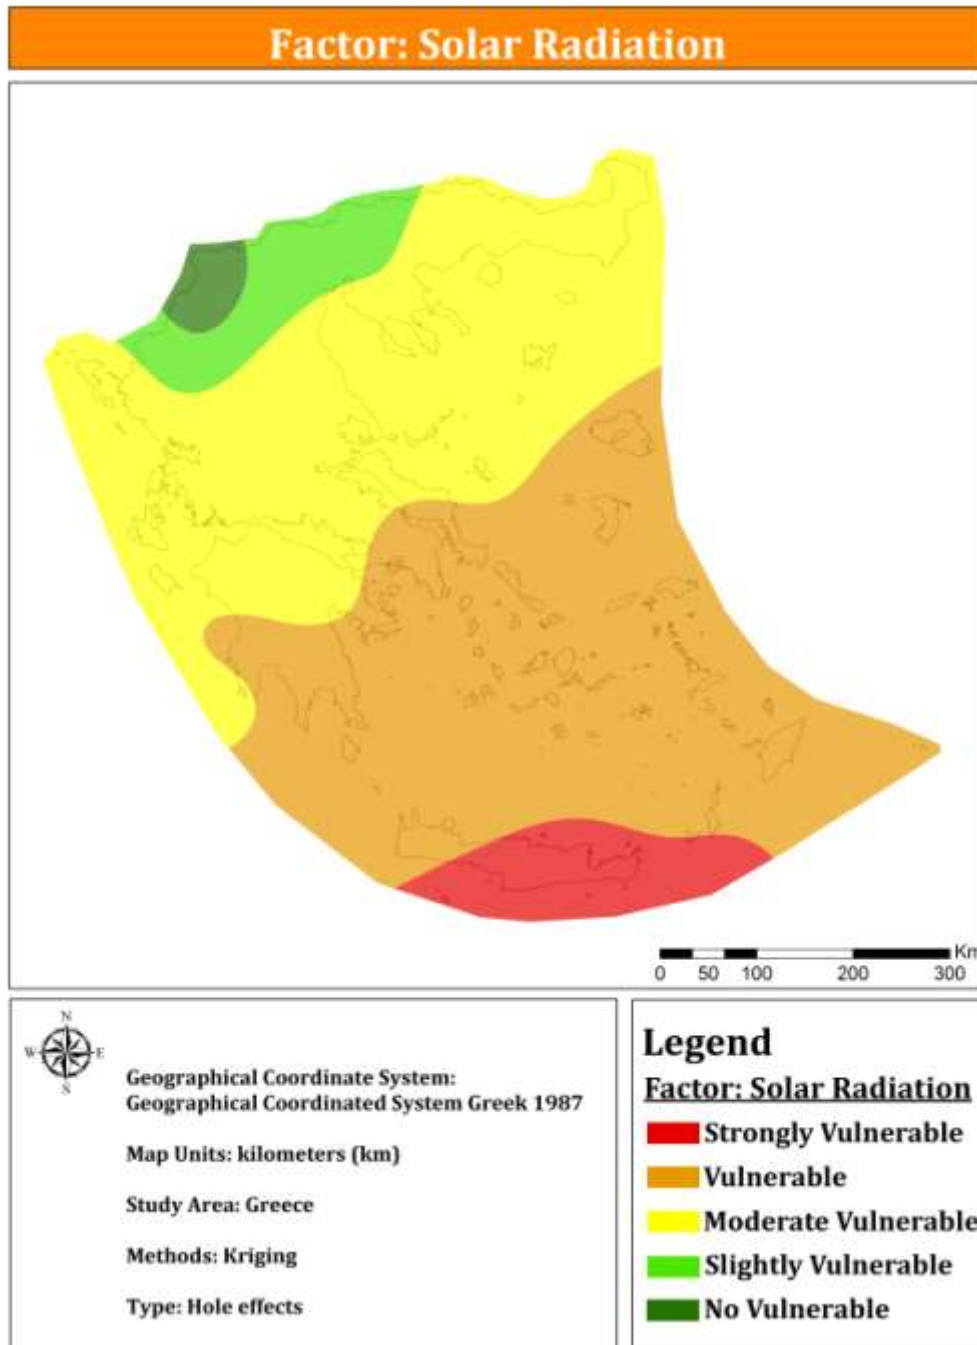 Factor: Solar Radiation
Km
0 50 100 200 300
N
W E
S
Geographical Coordinate System:
Geographical Coordinated System Greek 1987
Map Units: kilometers (km)
Study Area: Greece
Methods: Kriging
Type: Hole effects
Legend
Factor: Solar Radiation
Strongly Vulnerable
Vulnerable
Moderate Vulnerable
Slightly Vulnerable
No Vulnerable